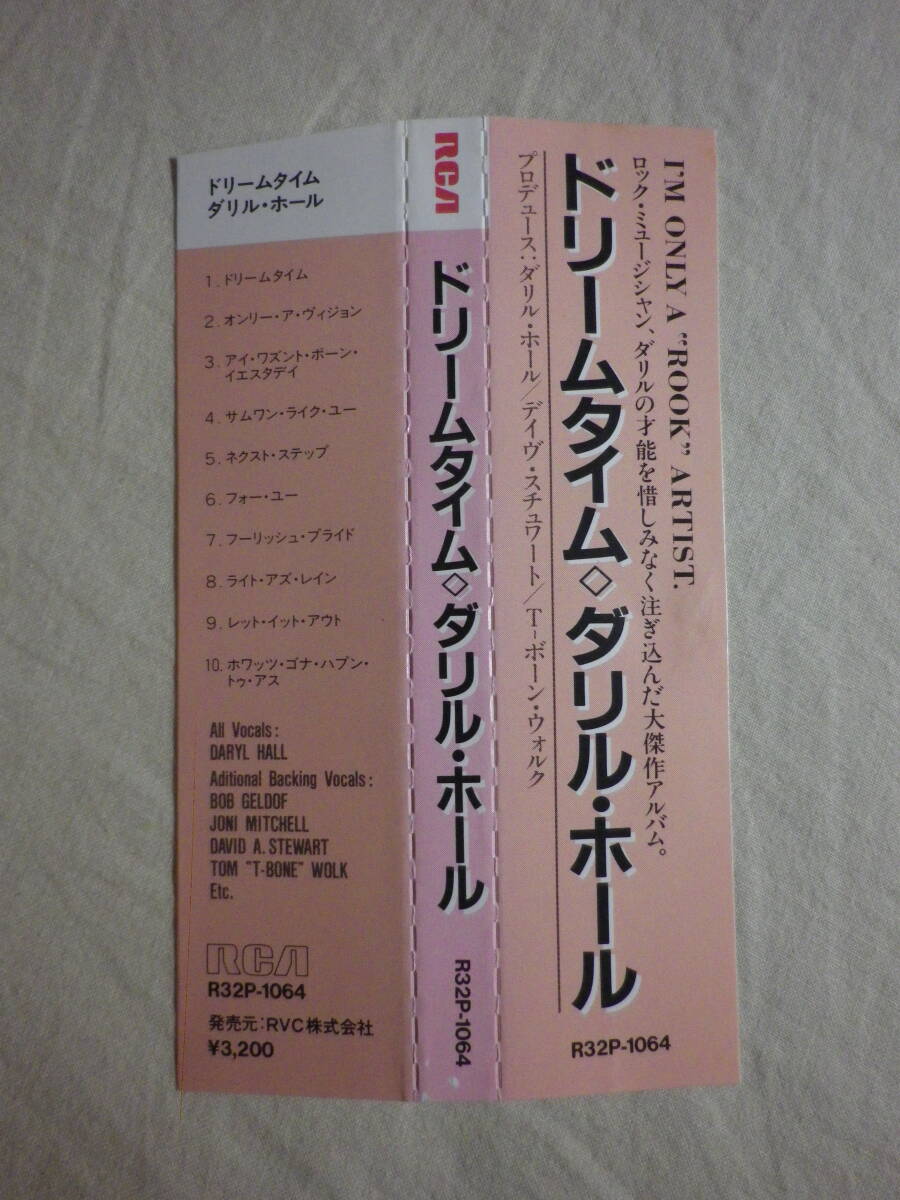 I'M ONLY A “ROOK” ARTIST.
ロック・ミュージシャン、ダリルの才能を惜しみなく注ぎ込んだ大傑作アルバム。
ドリームタイム◇ダリル・ホール
プロデュース:ダリル・ホール/デイヴ・スチュワート/T-ボーン・ウォルク
R32P-1064
RCA
ドリームタイム◇ダリル・ホール
R32P-1064
ドリームタイム
ダリル・ホール
1. ドリームタイム
2. オンリー・ア・ヴィジョン
3. アイ・ワズント・ボーン・
イエスタデイ
4. サムワン・ライク・ユー
5. ネクスト・ステップ
6. フォー・ユー
7. フーリッシュ・プライド
8. ライト・アズ・レイン
9. レット・イット・アウト
10. ホワッツ・ゴナ・ハプン・
トゥ・アス
All Vocals:
DARYL HALL
Aditional Backing Vocals:
BOB GELDOF
JONI MITCHELL
DAVID A. STEWART
TOM "T-BONE" WOLK
Etc.
RCA
R32P-1064
発売元:RVC株式会社
¥3,200